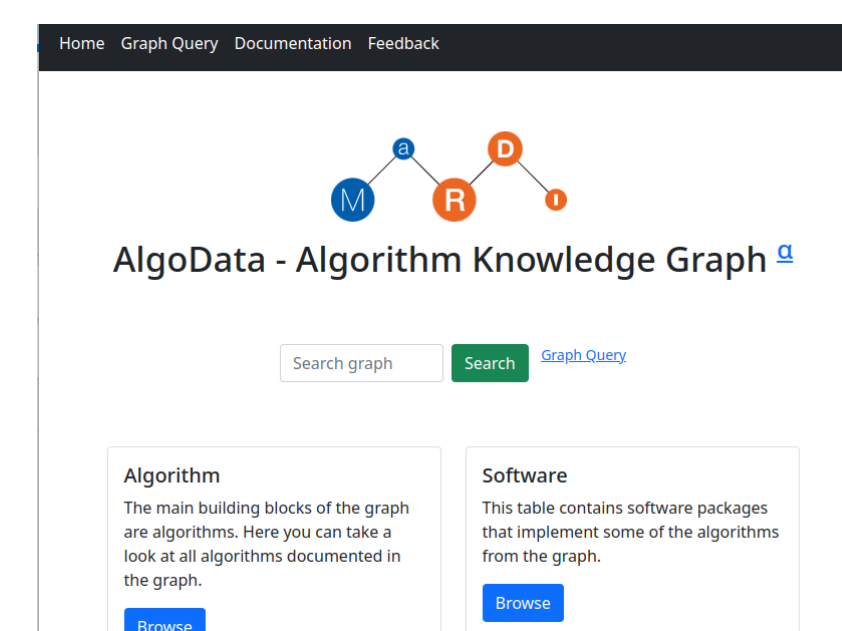 Home Graph Query Documentation Feedback
M a R D I
AlgoData - Algorithm Knowledge Graph α
Search graph Search Graph Query
Algorithm
The main building blocks of the graph
are algorithms. Here you can take a
look at all algorithms documented in
the graph.
Browse
Software
This table contains software packages
that implement some of the algorithms
from the graph.
Browse